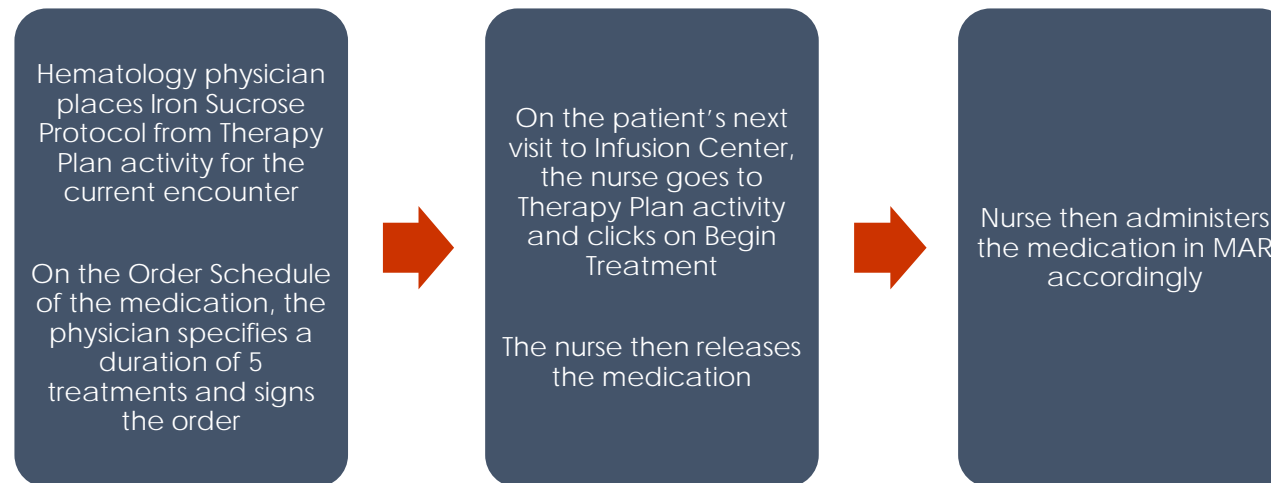 Hematology physician
places Iron Sucrose
Protocol from Therapy
Plan activity for the
current encounter
On the Order Schedule
of the medication, the
physician specifies a
duration of 5
treatments and signs
the order
On the patient's next
visit to Infusion Center,
the nurse goes to
Therapy Plan activity
and clicks on Begin
Treatment
The nurse then releases
the medication
Nurse then administers
the medication in MAR
accordingly